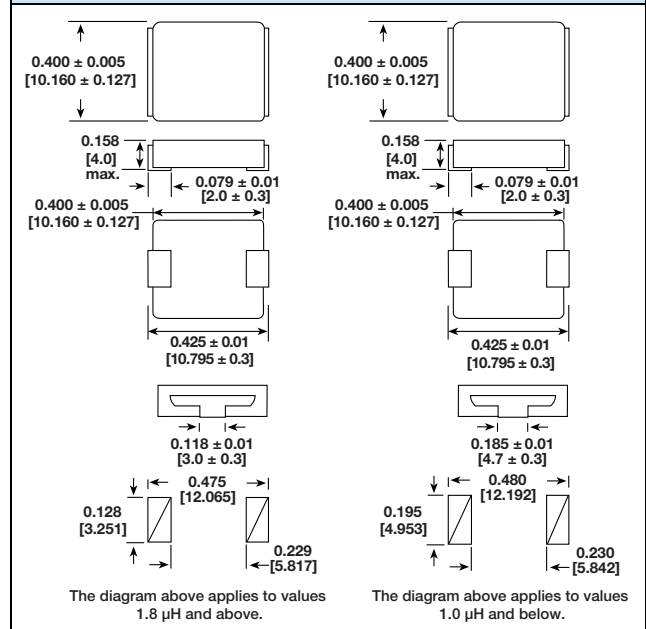 0.400 ± 0.005
[10.160 ± 0.127]
0.158
[4.0]
max.
0.079 ± 0.01
[2.0 ± 0.3]
0.400 ± 0.005
[10.160 ± 0.127]
0.425 ± 0.01
[10.795 ± 0.3]
0.118 ± 0.01
[3.0 ± 0.3]
0.475
[12.065]
0.128
[3.251]
0.229
[5.817]
The diagram above applies to values
1.8 µH and above.
0.400 ± 0.005
[10.160 ± 0.127]
0.158
[4.0]
max.
0.079 ± 0.01
[2.0 ± 0.3]
0.400 ± 0.005
[10.160 ± 0.127]
0.425 ± 0.01
[10.795 ± 0.3]
0.185 ± 0.01
[4.7 ± 0.3]
0.480
[12.192]
0.195
[4.953]
0.230
[5.842]
The diagram above applies to values
1.0 µH and below.